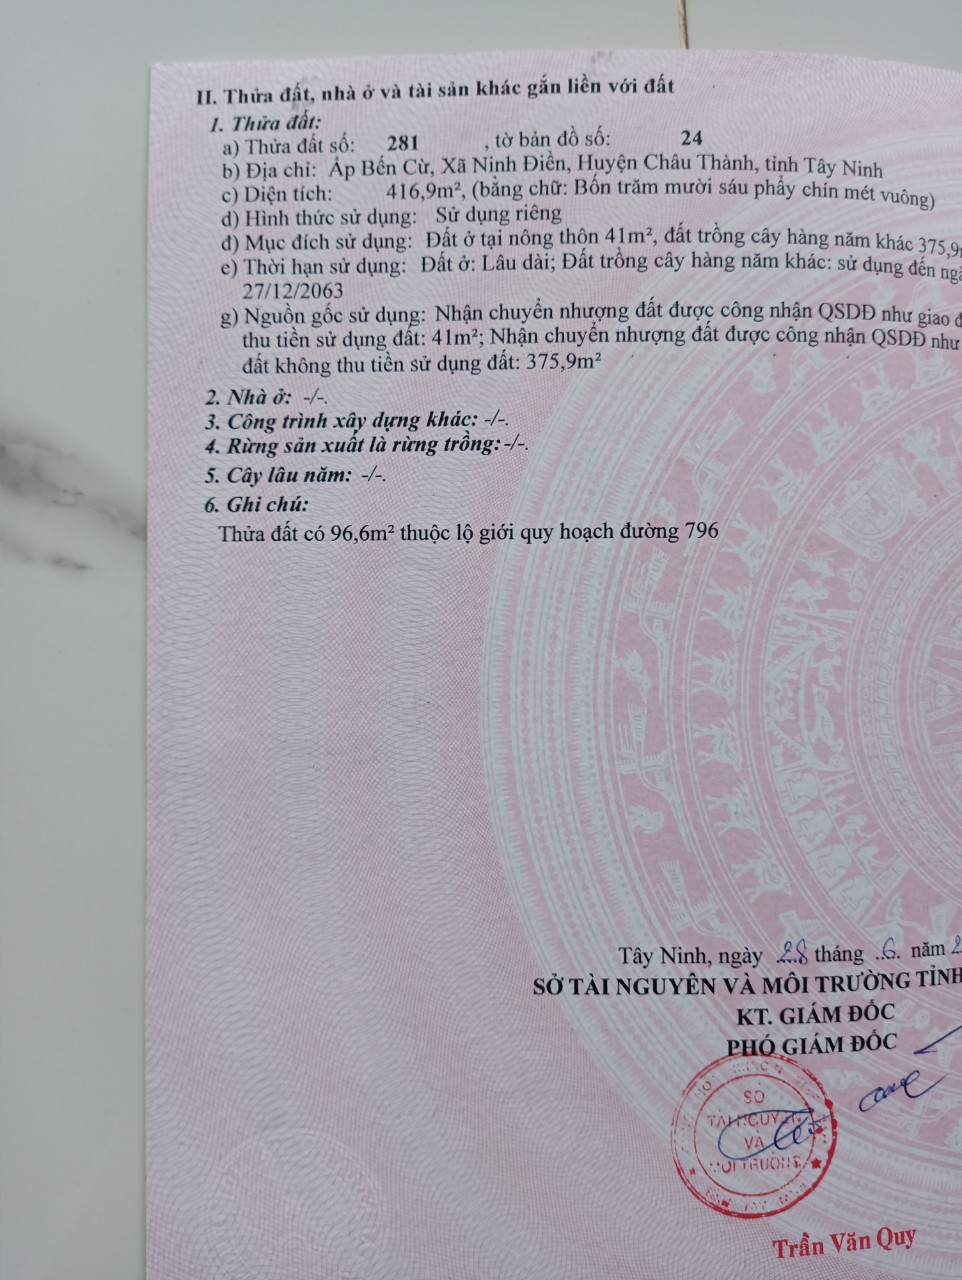 II. Thửa đất, nhà ở và tài sản khác gắn liền với đất
1. Thửa đất:
a) Thửa đất số: 281 , tờ bản đồ số: 24
b) Địa chỉ: Ấp Bến Cừ, Xã Ninh Điền, Huyện Châu Thành, tỉnh Tây Ninh
c) Diện tích: 416,9m², (bằng chữ: Bốn trăm mười sáu phẩy chín mét vuông)
d) Hình thức sử dụng: Sử dụng riêng
đ) Mục đích sử dụng: Đất ở tại nông thôn 41m², đất trồng cây hàng năm khác 375,9
e) Thời hạn sử dụng: Đất ở: Lâu dài; Đất trồng cây hàng năm khác: sử dụng đến
27/12/2063
g) Nguồn gốc sử dụng: Nhận chuyển nhượng đất được công nhận QSDĐ như giao
thu tiền sử dụng đất: 41m²; Nhận chuyển nhượng đất được công nhận QSDĐ như
đất không thu tiền sử dụng đất: 375,9m²
2. Nhà ở: -/-.
3. Công trình xây dựng khác: -/-.
4. Rừng sản xuất là rừng trồng: -/-.
5. Cây lâu năm: -/-.
6. Ghi chú:
Thửa đất có 96,6m² thuộc lộ giới quy hoạch đường 796
Tây Ninh, ngày 28 tháng 6 năm 2
SỞ TÀI NGUYÊN VÀ MÔI TRƯỜNG TỈNH
KT. GIÁM ĐỐC
PHÓ GIÁM ĐỐC
SỞ
TÀI NGUYÊN
VÀ
MÔI TRƯỜNG
Trần Văn Quy